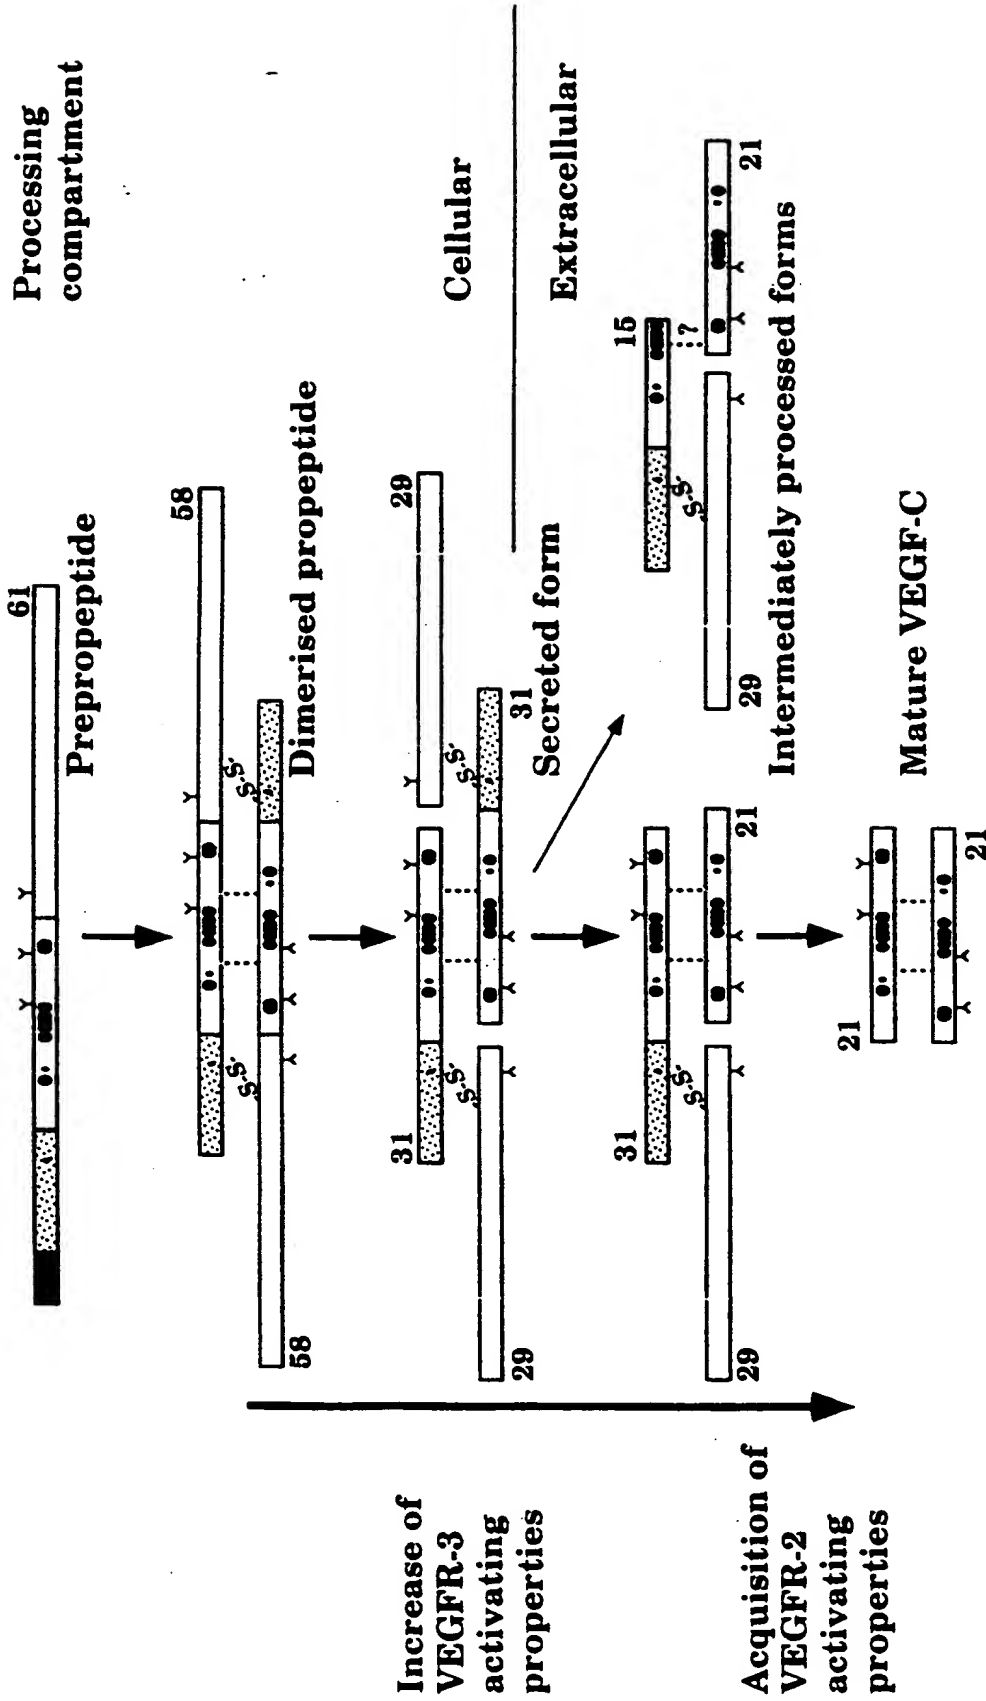 Processing
compartment
61
Prepropeptide
58
S-S
S-S
58
Dimerised propeptide
Cellular
Extracellular
29
31
S-S
S-S
29
31
Secreted form
Increase of
VEGFR-3
activating
properties
15
S-S
?
29
21
Intermediately processed forms
31
S-S
29
21
Acquisition of
VEGFR-2
activating
properties
21
21
Mature VEGF-C